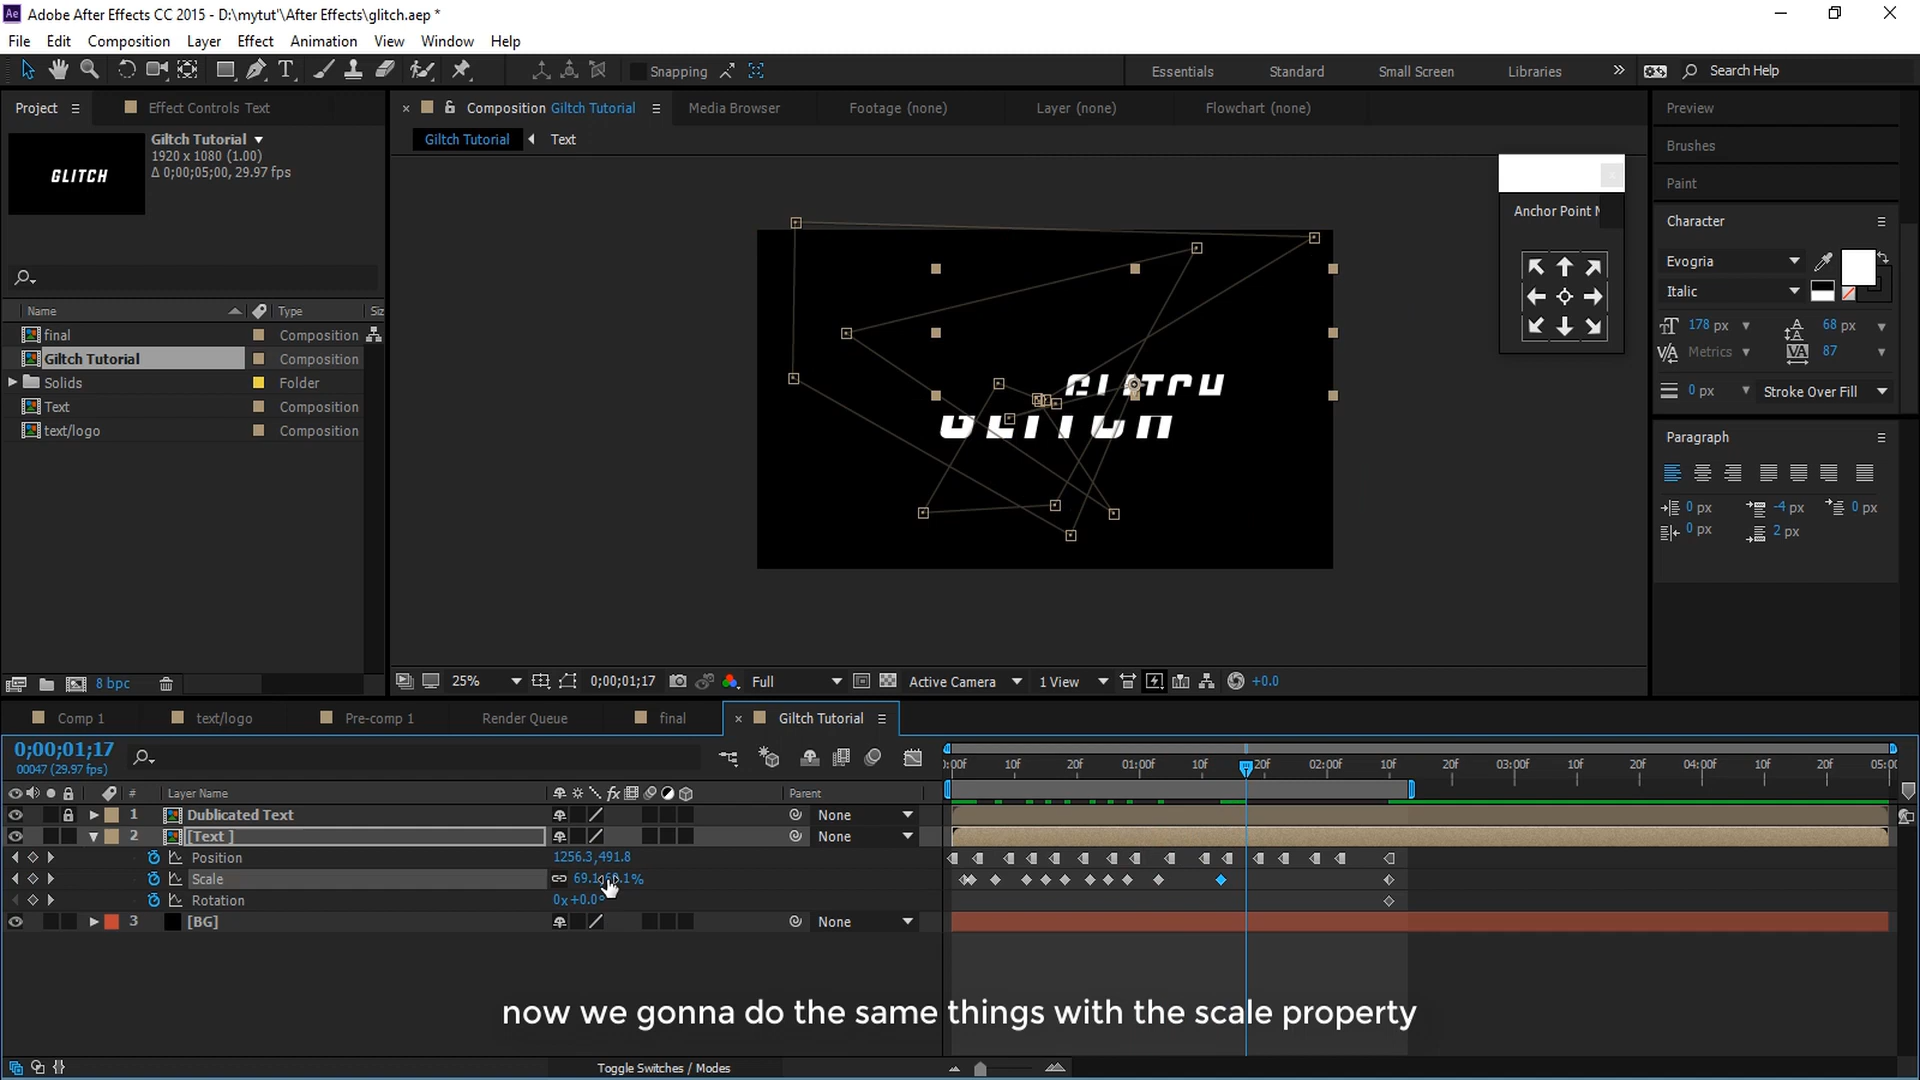 Adobe After Effects CC 2015 - D:\mytut'\After Effects\glitch.aep *
File Edit Composition Layer Effect Animation View Window Help
Snapping
Essentials Standard Small Screen Libraries Search Help
Project Effect Controls Text
Composition Giltch Tutorial Media Browser Footage (none) Layer (none) Flowchart (none)
Preview
Giltch Tutorial
1920 x 1080 (1.00)
Δ 0;00;05;00, 29.97 fps
GLITCH
Giltch Tutorial Text
Brushes
Paint
Anchor Point
Character
Evogria
Italic
178 px 68 px
Metrics 87
0 px Stroke Over Fill
Paragraph
0 px -4 px 0 px
0 px 2 px
Name Type Siz
final Composition
Giltch Tutorial Composition
Solids Folder
Text Composition
text/logo Composition
GLITCH
GLITCH
8 bpc
25% 0;00;01;17 Full Active Camera 1 View +0.0
Comp 1 text/logo Pre-comp 1 Render Queue final Giltch Tutorial
0;00;01;17
00047 (29.97 fps)
:00f 10f 20f 01:00f 10f 20f 02:00f 10f 20f 03:00f 10f 20f 04:00f 10f 20f 05:00
# Layer Name Parent
1 Dublicated Text None
2 [Text ] None
Position 1256.3,491.8
Scale
Rotation 0x+0.0°
3 [BG] None
now we gonna do the same things with the scale property
Toggle Switches / Modes